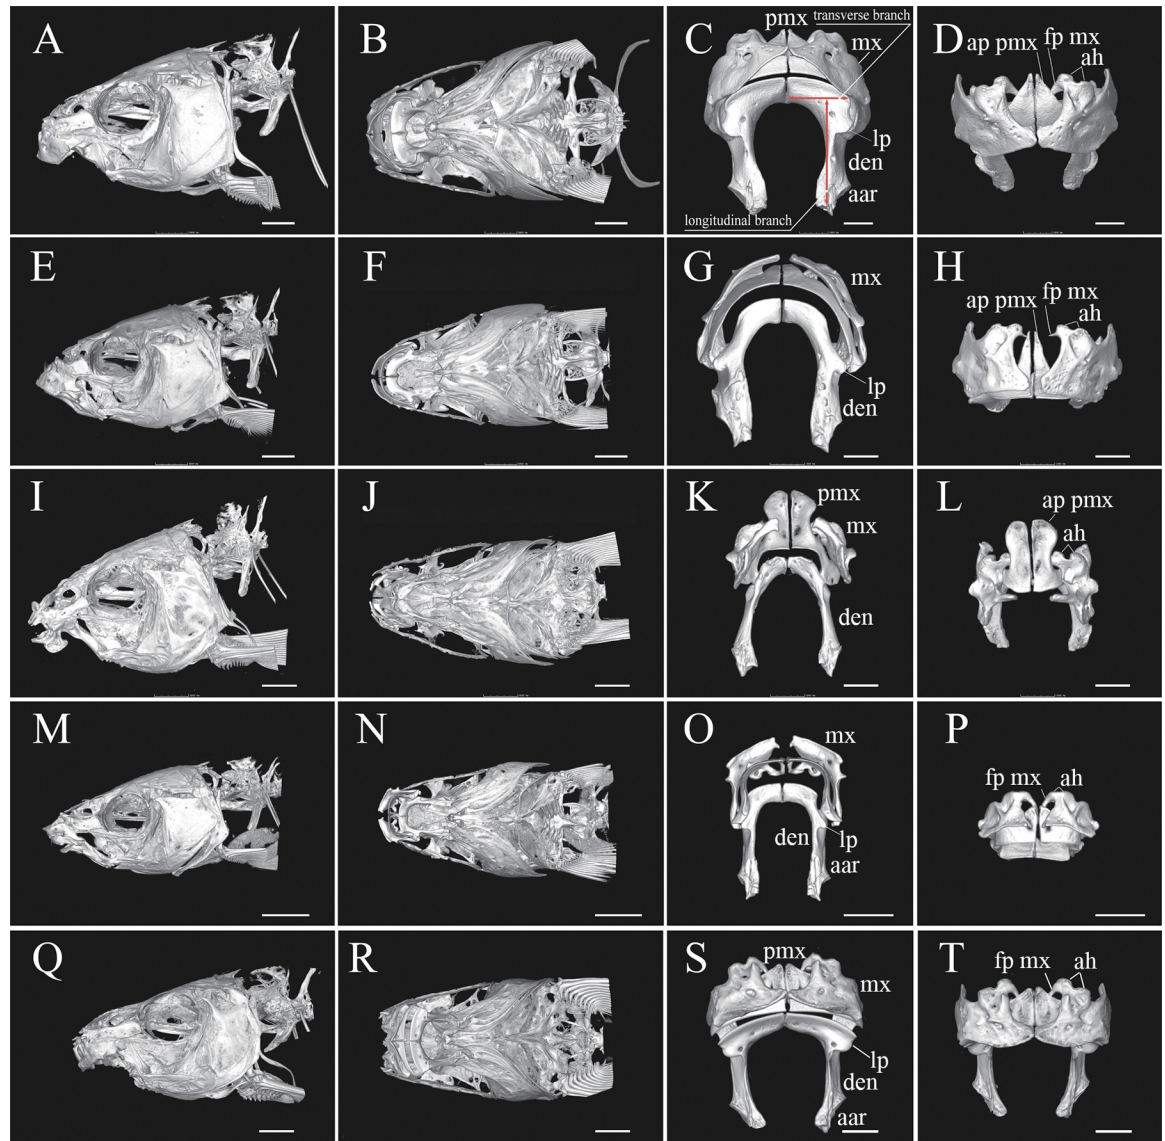 A
B
C
pmx
transverse branch
mx
lp
den
aar
longitudinal branch
D
ap pmx
fp mx
ah
E
F
G
mx
lp
den
H
ap pmx
fp mx
ah
I
J
K
pmx
mx
den
L
ap pmx
ah
M
N
O
mx
den
lp
aar
P
fp mx
ah
Q
R
S
pmx
mx
lp
den
aar
T
fp mx
ah